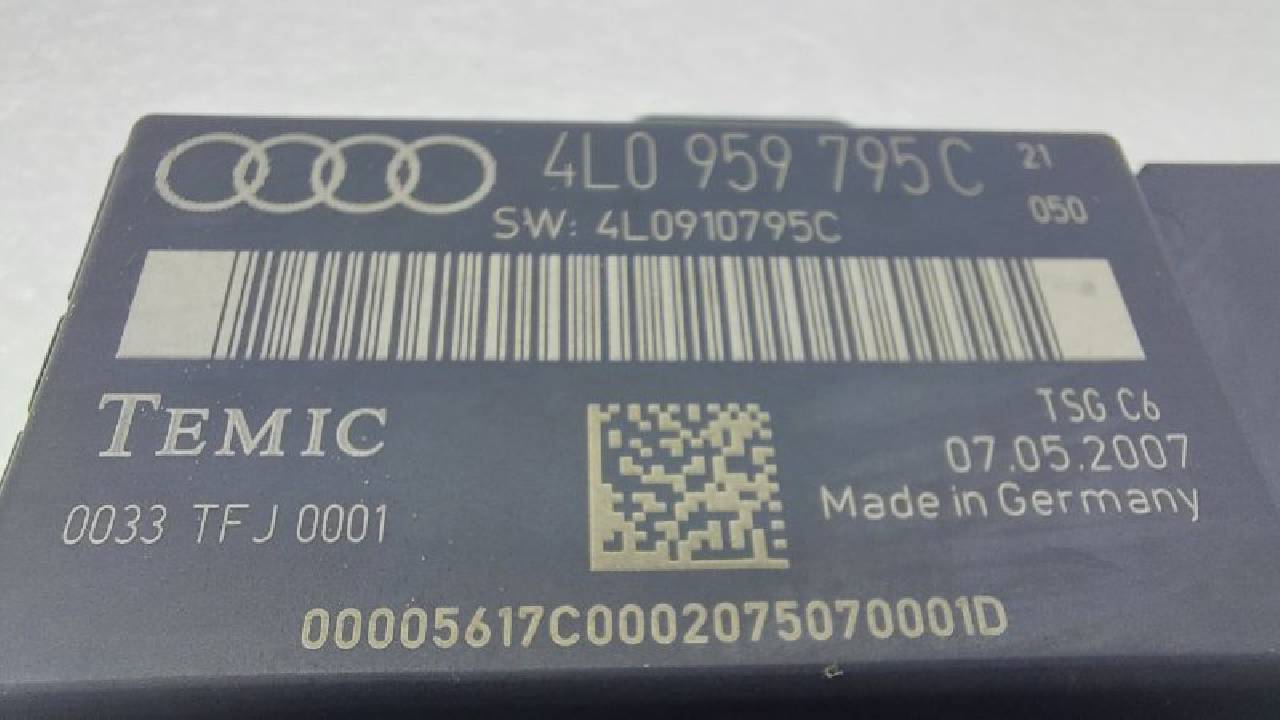 4L0 959 795C 21
050
SW: 4L0910795C
TEMIC
TSG C6
07.05.2007
Made in Germany
0033 TFJ 0001
00005617C0002075070001D